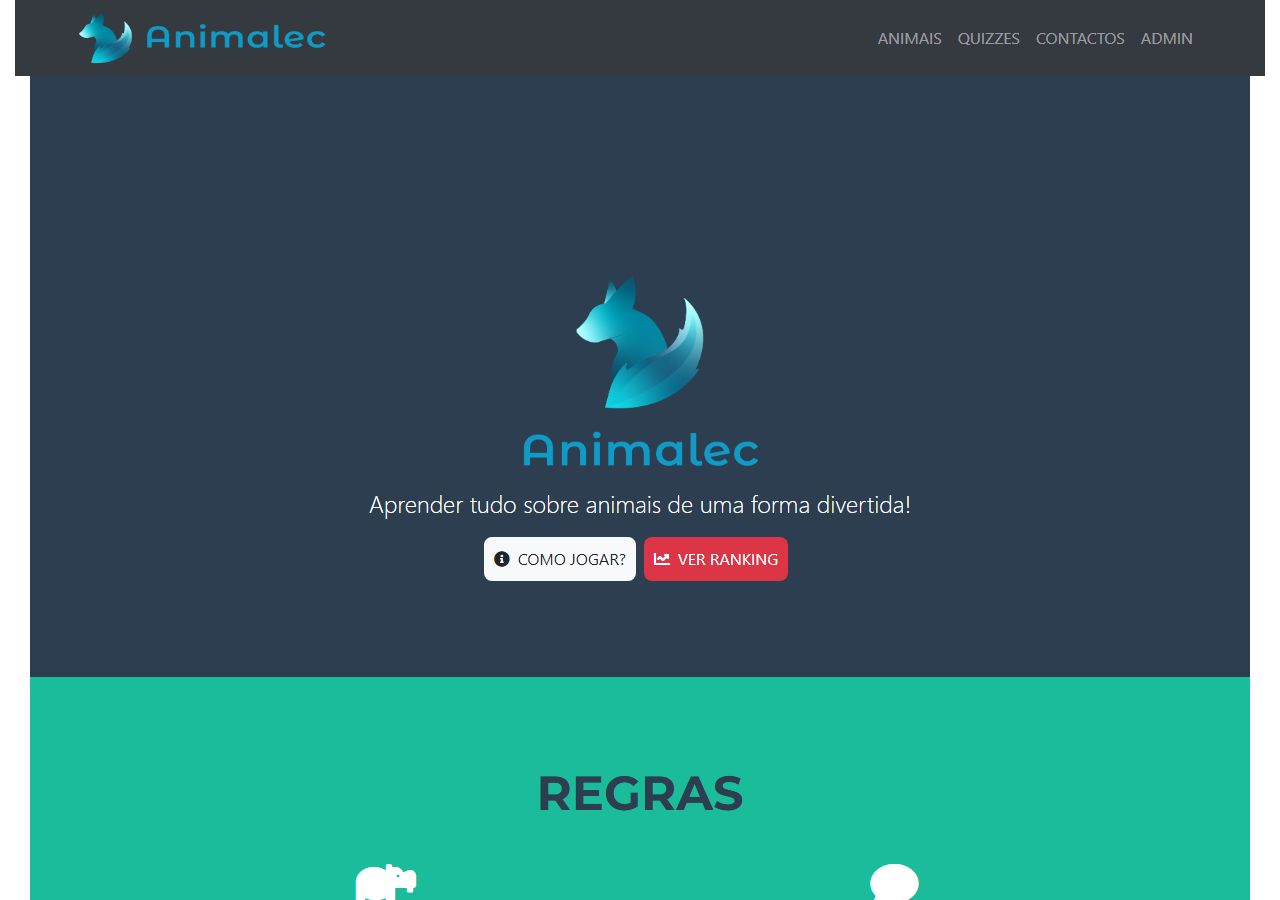 Animalec
ANIMAIS QUIZZES CONTACTOS ADMIN
Animalec
Aprender tudo sobre animais de uma forma divertida!
COMO JOGAR? VER RANKING
REGRAS